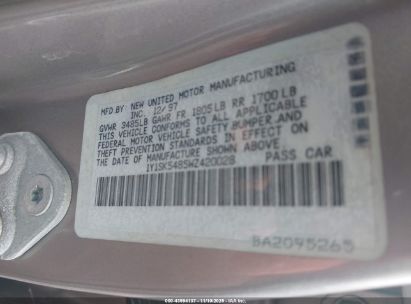 MFD BY: NEW UNITED MOTOR MANUFACTURING
INC. 12/97
GVWR 3485LB GAWR FR 1805LB RR 1700LB
THIS VEHICLE CONFORMS TO ALL APPLICABLE
FEDERAL MOTOR VEHICLE SAFETY,BUMPER,AND
THEFT PREVENTION STANDARDS IN EFFECT ON
THE DATE OF MANUFACTURE SHOWN ABOVE
1Y1SK5485WZ420028 PASS CAR
BA2095265